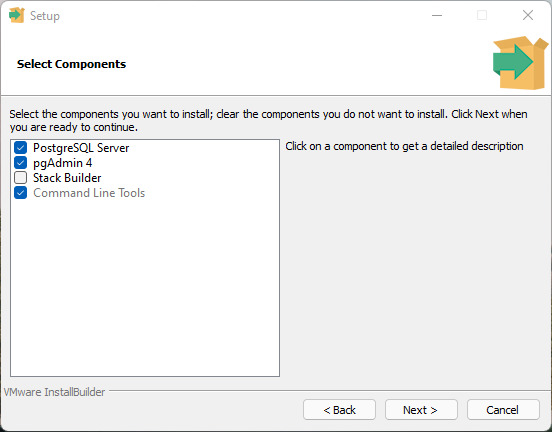 Setup
Select Components
Select the components you want to install; clear the components you do not want to install. Click Next when
you are ready to continue.
PostgreSQL Server
pgAdmin 4
Stack Builder
Command Line Tools
Click on a component to get a detailed description
VMware InstallBuilder
< Back
Next >
Cancel